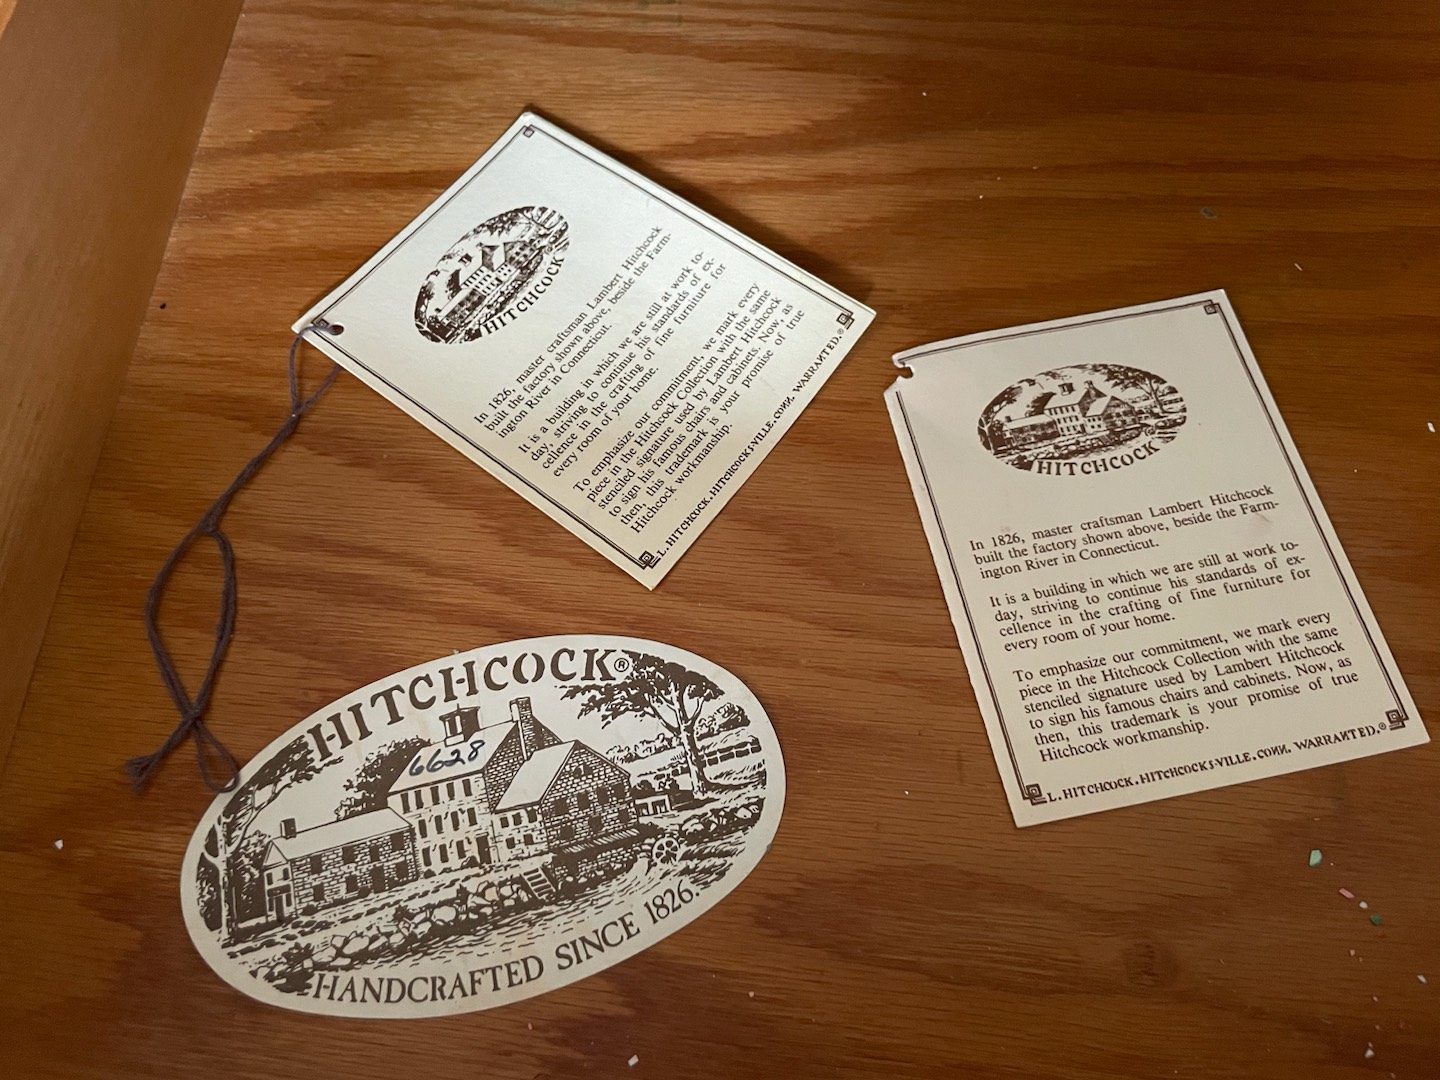 HITCHCOCK
In 1826, master craftsman Lambert Hitchcock
built the factory shown above, beside the Farm-
ington River in Connecticut.
It is a building in which we are still at work to-
day, striving to continue his standards of ex-
cellence in the crafting of fine furniture for
every room of your home.
To emphasize our commitment, we mark every
piece in the Hitchcock Collection with the same
stenciled signature used by Lambert Hitchcock
to sign his famous chairs and cabinets. Now, as
then, this trademark is your promise of true
Hitchcock workmanship.
L. HITCHCOCK. HITCHCOCKS-VILLE. CONN. WARRANTED.®
HITCHCOCK
In 1826, master craftsman Lambert Hitchcock
built the factory shown above, beside the Farm-
ington River in Connecticut.
It is a building in which we are still at work to-
day, striving to continue his standards of ex-
cellence in the crafting of fine furniture for
every room of your home.
To emphasize our commitment, we mark every
piece in the Hitchcock Collection with the same
stenciled signature used by Lambert Hitchcock
to sign his famous chairs and cabinets. Now, as
then, this trademark is your promise of true
Hitchcock workmanship.
L. HITCHCOCK. HITCHCOCKS-VILLE. CONN. WARRANTED.®
HITCHCOCK®
6628
HANDCRAFTED SINCE 1826.